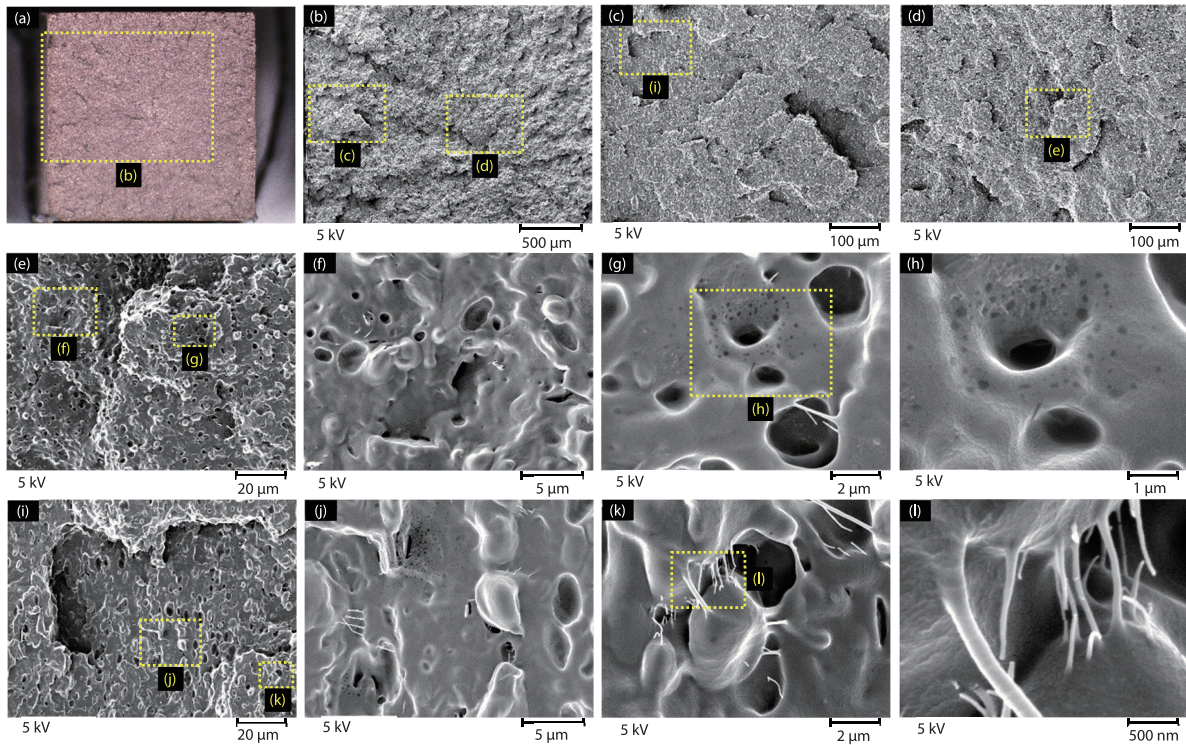 (a)
(b)
(b)
(c)
(d)
5 kV
500 µm
(c)
(i)
5 kV
100 µm
(d)
(e)
5 kV
100 µm
(e)
(f)
(g)
5 kV
20 µm
(f)
5 kV
5 µm
(g)
(h)
5 kV
2 µm
(h)
5 kV
1 µm
(i)
(j)
(k)
5 kV
20 µm
(j)
5 kV
5 µm
(k)
(l)
5 kV
2 µm
(l)
5 kV
500 nm